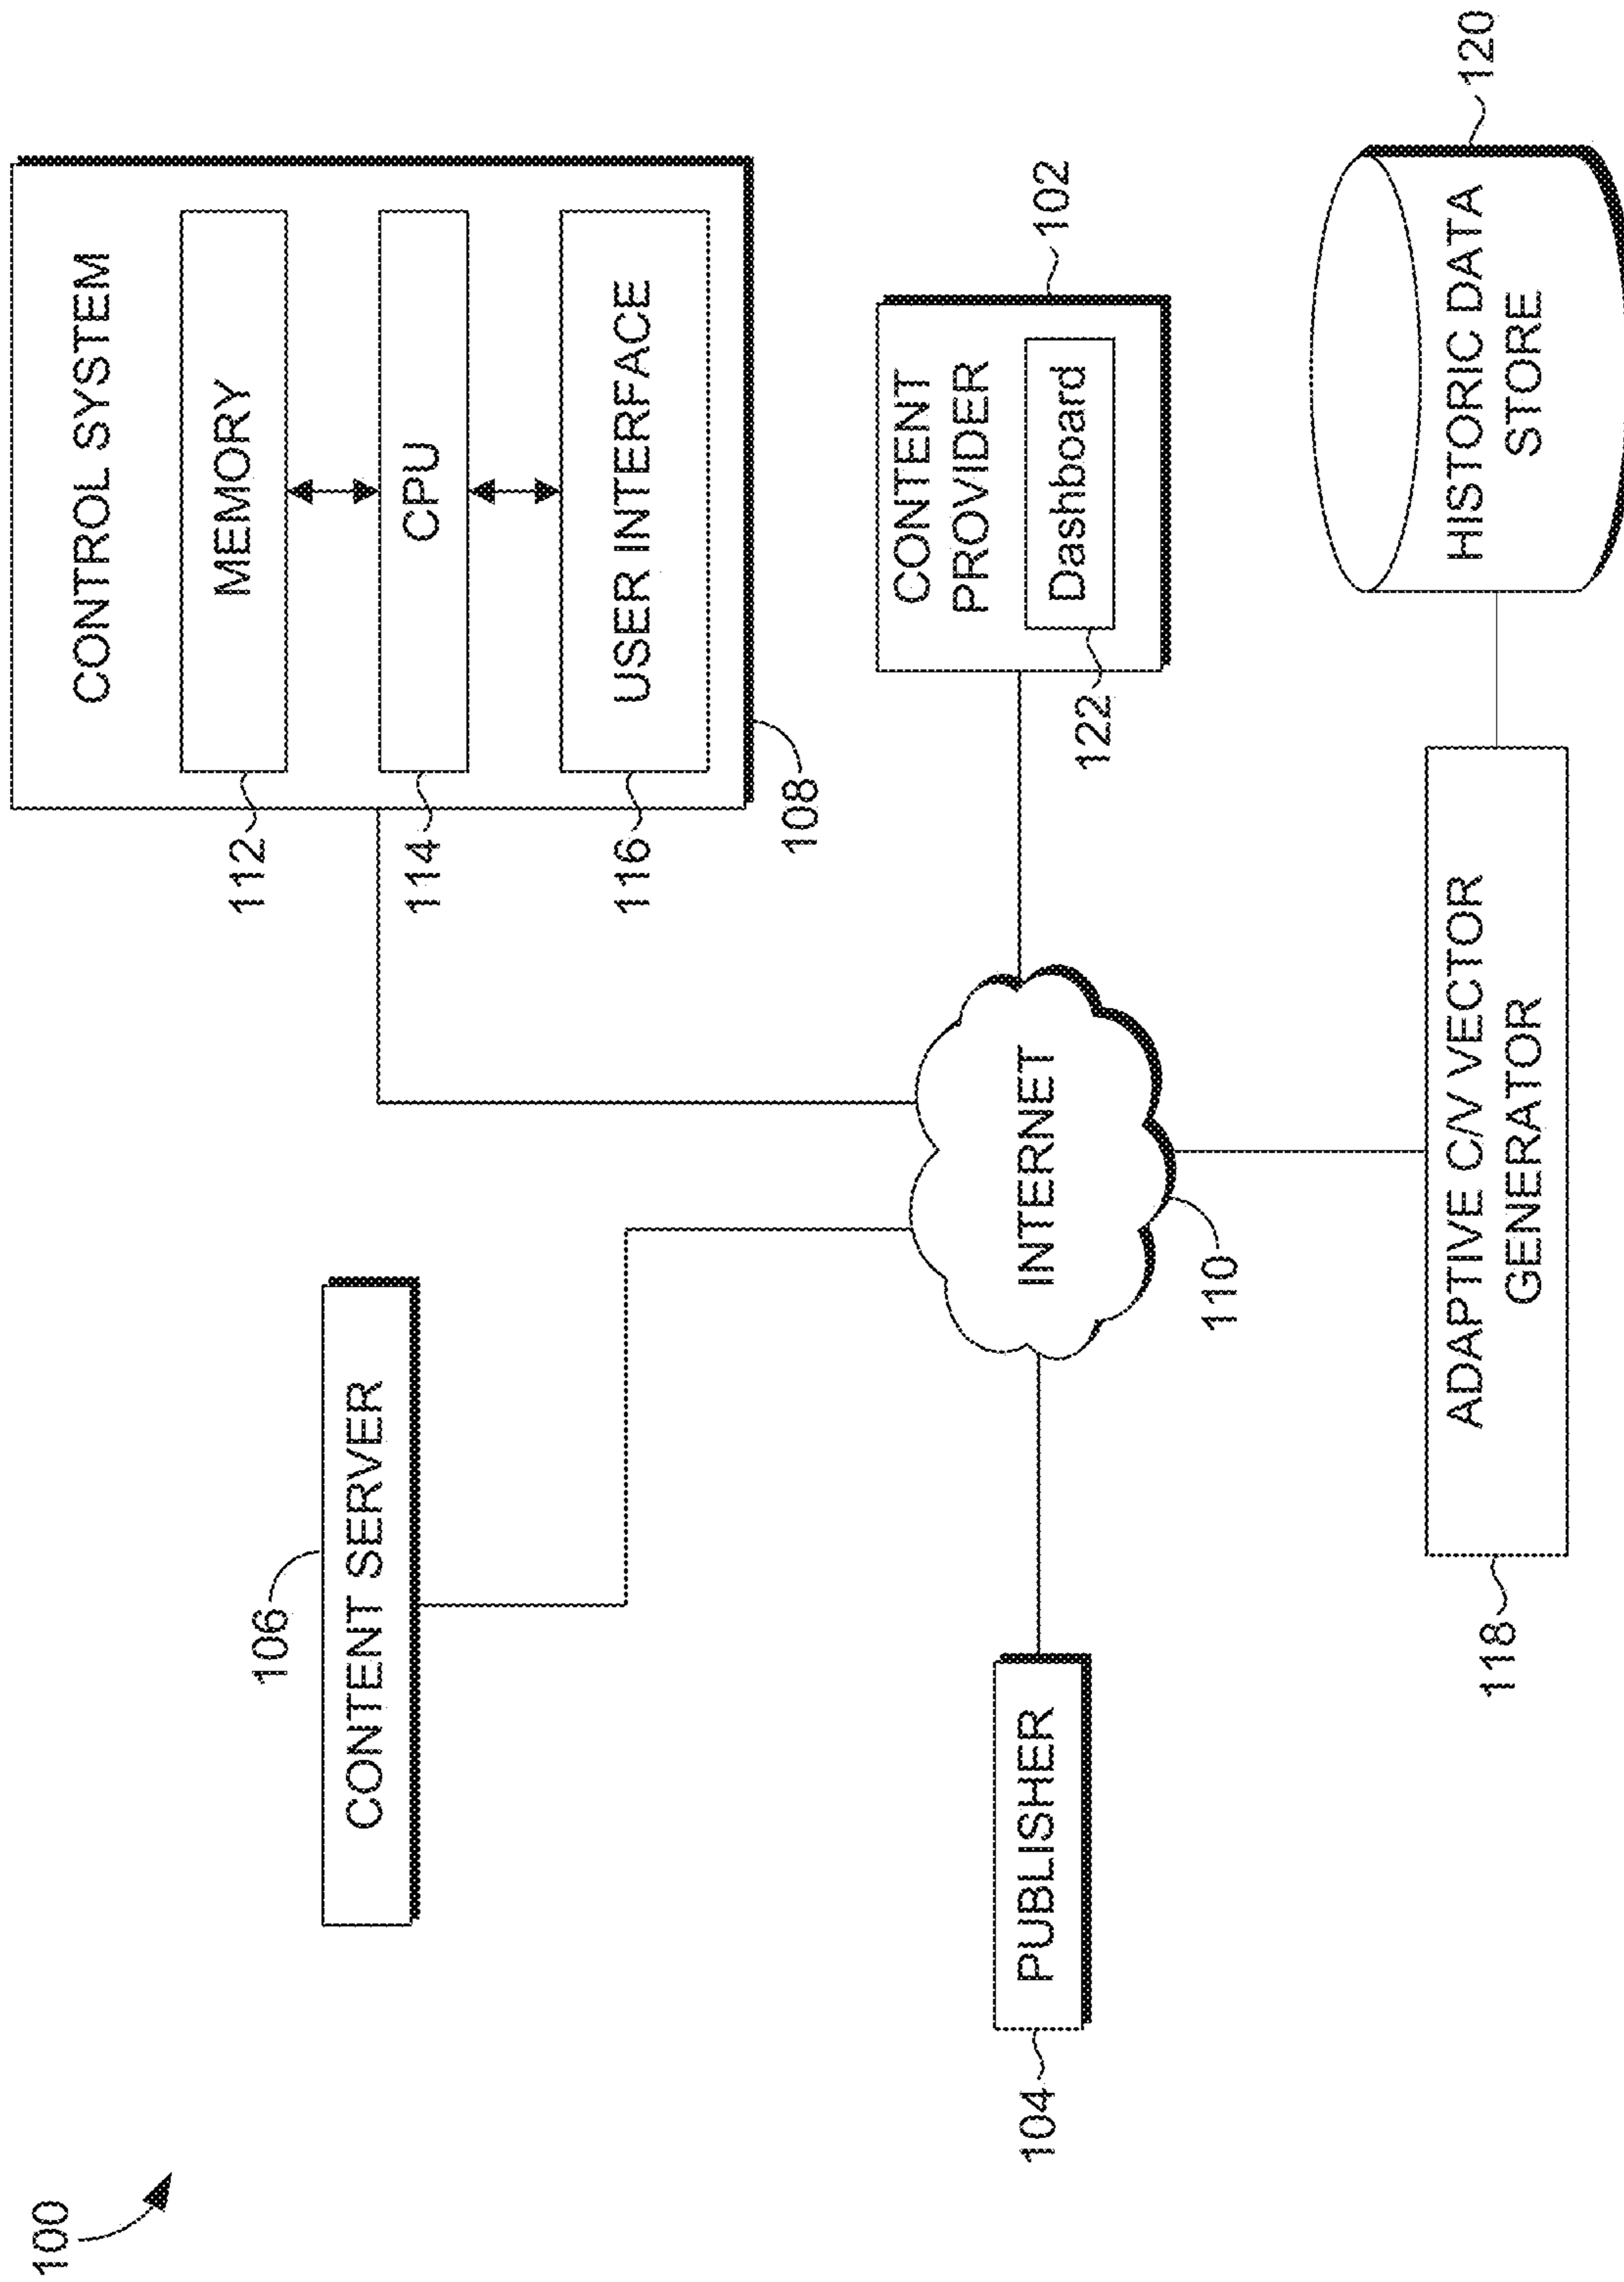 100
106
CONTENT SERVER
CONTROL SYSTEM
112
MEMORY
114
CPU
116
USER INTERFACE
108
104
PUBLISHER
INTERNET
110
CONTENT
PROVIDER
Dashboard
122
102
118
ADAPTIVE C/V VECTOR
GENERATOR
HISTORIC DATA
STORE
120